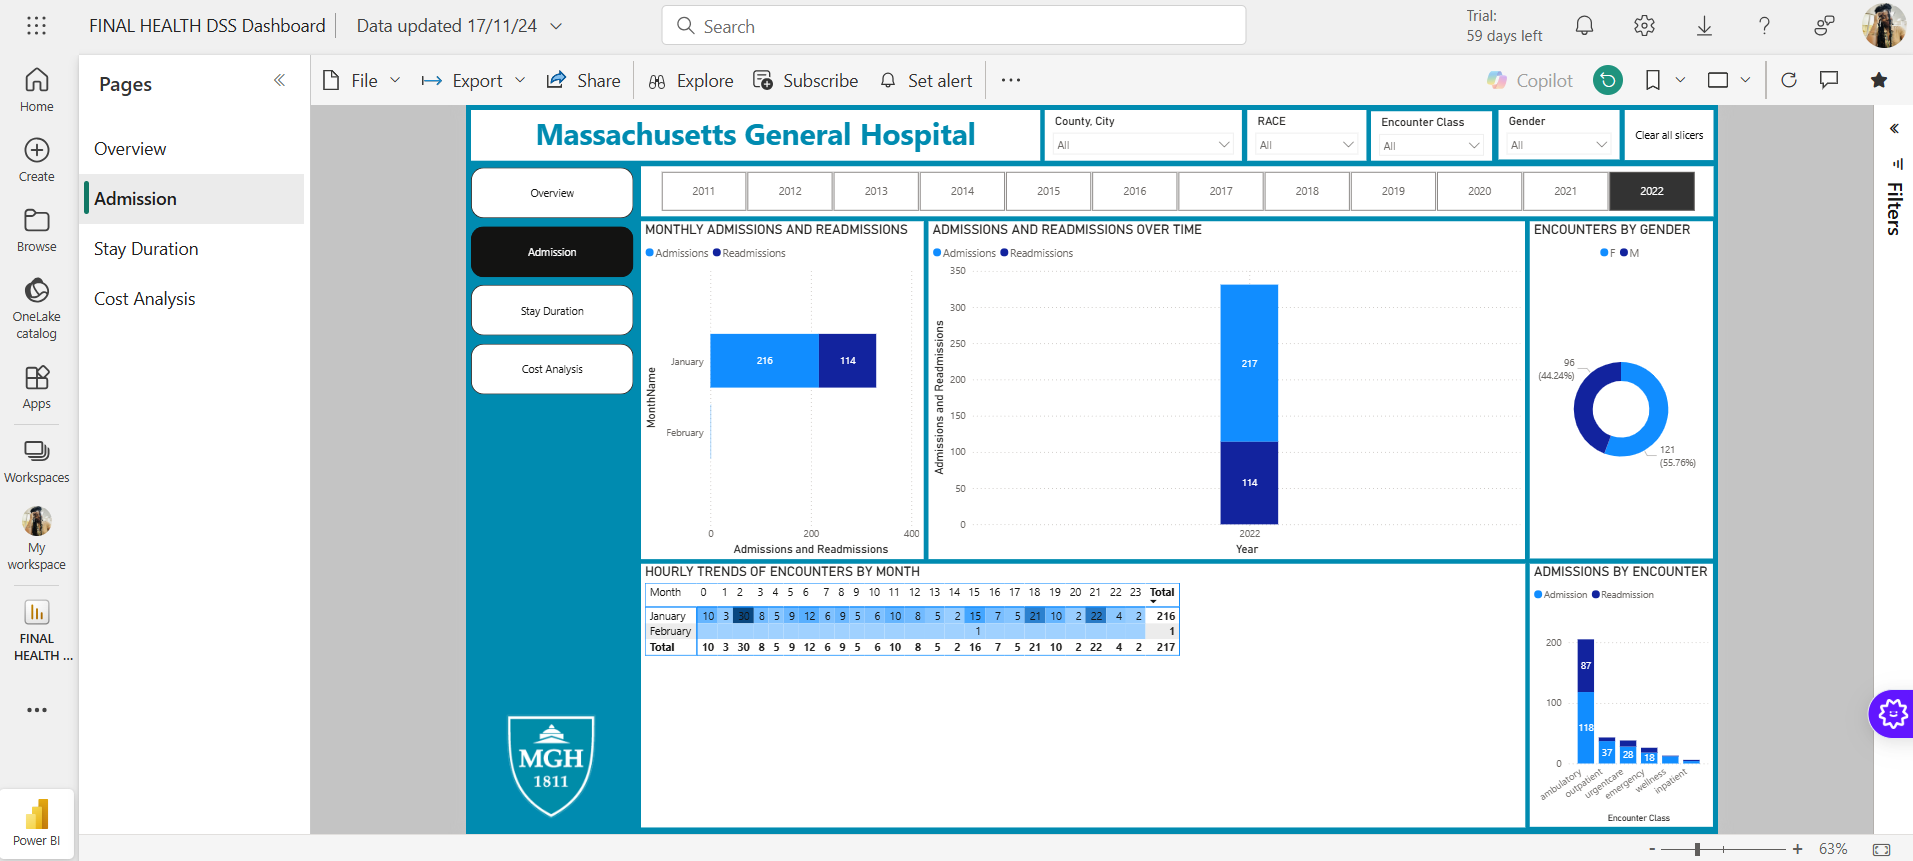 FINAL HEALTH DSS Dashboard
Data updated 17/11/24
Search
Trial:
59 days left
Home
Create
Browse
OneLake
catalog
Apps
Workspaces
My
workspace
FINAL
HEALTH ...
Power BI
Pages
Overview
Admission
Stay Duration
Cost Analysis
File
Export
Share
Explore
Subscribe
Set alert
Copilot
Massachusetts General Hospital
County, City
All
RACE
All
Encounter Class
All
Gender
All
Clear all slicers
Overview
Admission
Stay Duration
Cost Analysis
MGH
1811
2011 2012 2013 2014 2015 2016 2017 2018 2019 2020 2021 2022
MONTHLY ADMISSIONS AND READMISSIONS
Admissions Readmissions
MonthName
January 216 114
February
0 200 400
Admissions and Readmissions
ADMISSIONS AND READMISSIONS OVER TIME
Admissions Readmissions
Admissions and Readmissions
350
300
250
200
150
100
50
0
217
114
2022
Year
ENCOUNTERS BY GENDER
F M
96
(44.24%)
121
(55.76%)
HOURLY TRENDS OF ENCOUNTERS BY MONTH
Month 0 1 2 3 4 5 6 7 8 9 10 11 12 13 14 15 16 17 18 19 20 21 22 23 Total
January 10 3 30 8 5 9 12 6 9 5 6 10 8 5 2 15 7 5 21 10 2 22 4 2 216
February 1 1
Total 10 3 30 8 5 9 12 6 9 5 6 10 8 5 2 16 7 5 21 10 2 22 4 2 217
ADMISSIONS BY ENCOUNTER
Admission Readmission
200
100
0
87
118
37
28
18
ambulatory
outpatient
urgentcare
emergency
wellness
inpatient
Encounter Class
Filters
- + 63%